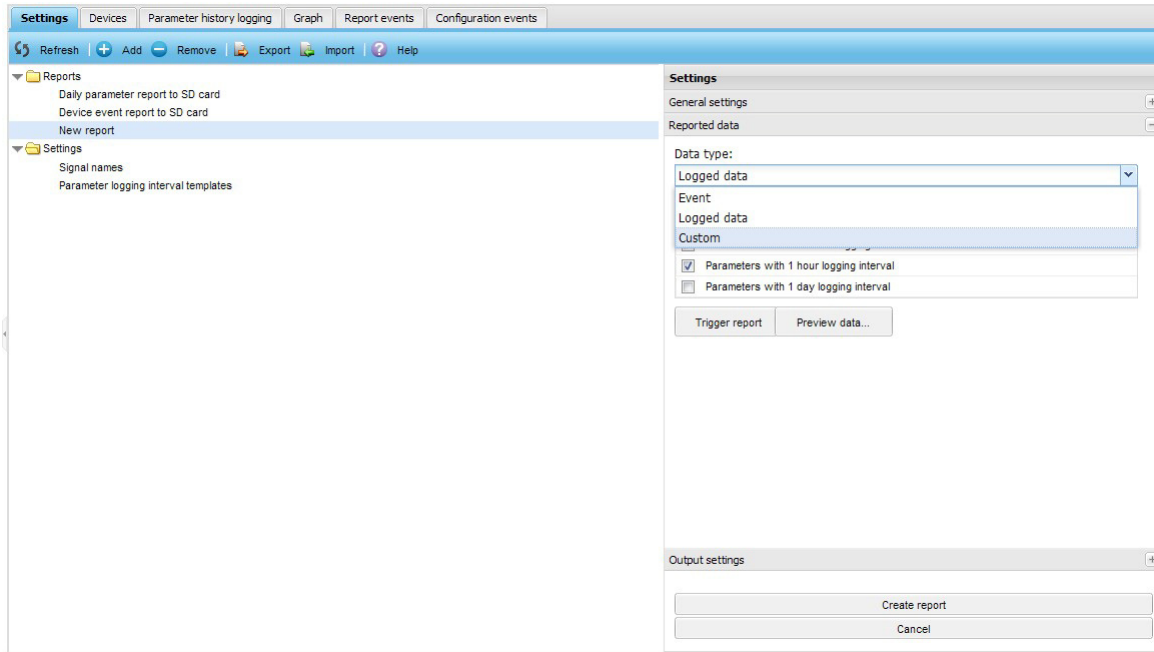 Settings Devices Parameter history logging Graph Report events Configuration events
Refresh Add Remove Export Import Help
Reports
Daily parameter report to SD card
Device event report to SD card
New report
Settings
Signal names
Parameter logging interval templates
Settings
General settings
Reported data
Data type:
Logged data
Event
Logged data
Custom
Parameters with 1 hour logging interval
Parameters with 1 day logging interval
Trigger report Preview data...
Output settings
Create report
Cancel